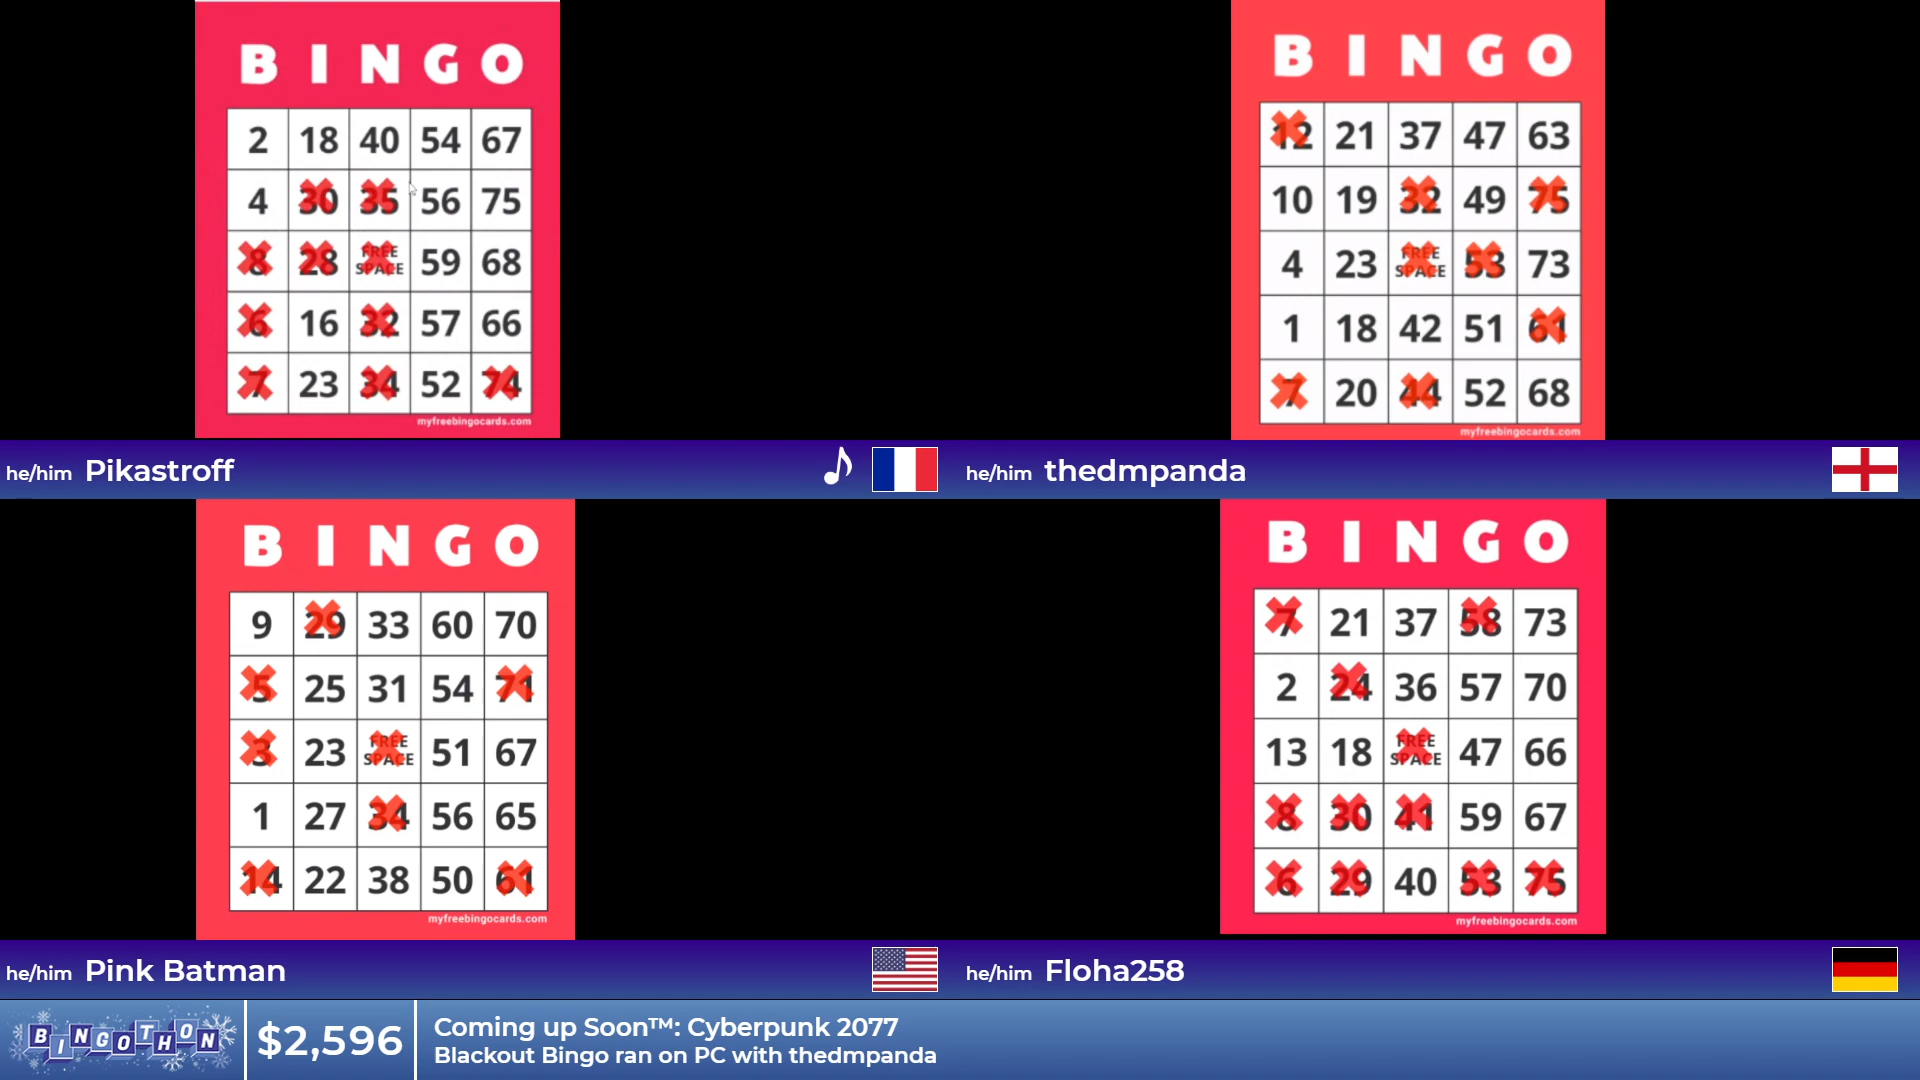 B I N G O
2 18 40 54 67
4 30 35 56 75
8 28 FREE SPACE 59 68
6 16 32 57 66
7 23 34 52 74
myfreebingocards.com
B I N G O
12 21 37 47 63
10 19 32 49 75
4 23 FREE SPACE 53 73
1 18 42 51 61
7 20 44 52 68
myfreebingocards.com
he/him Pikastroff
he/him thedmpanda
B I N G O
9 29 33 60 70
5 25 31 54 71
3 23 FREE SPACE 51 67
1 27 34 56 65
14 22 38 50 61
myfreebingocards.com
B I N G O
7 21 37 58 73
2 24 36 57 70
13 18 FREE SPACE 47 66
8 30 41 59 67
6 29 40 53 75
myfreebingocards.com
he/him Pink Batman
he/him Floha258
BINGOTHON
$2,596
Coming up Soon™: Cyberpunk 2077
Blackout Bingo ran on PC with thedmpanda